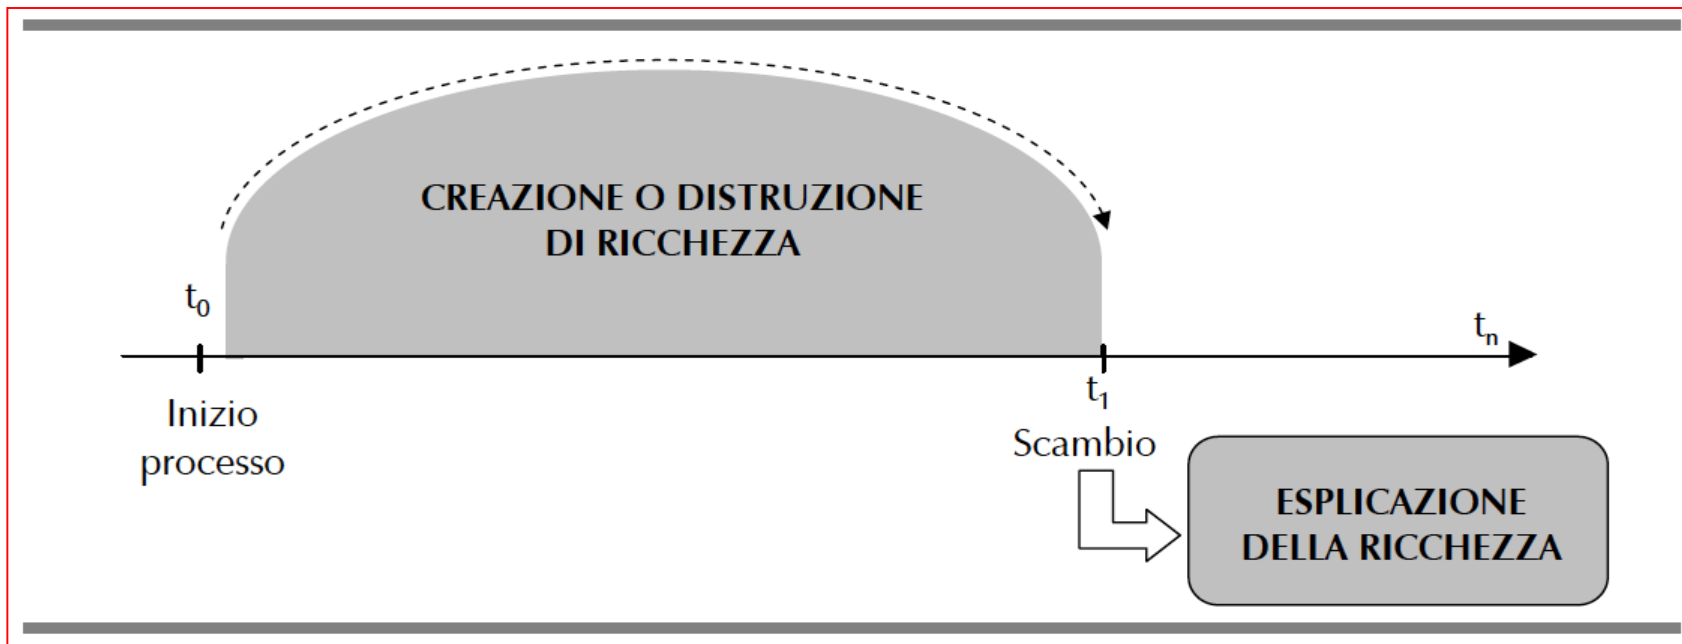 CREAZIONE O DISTRUZIONE
DI RICCHEZZA
t₀
tₙ
Inizio
processo
t₁
Scambio
ESPLICAZIONE
DELLA RICCHEZZA